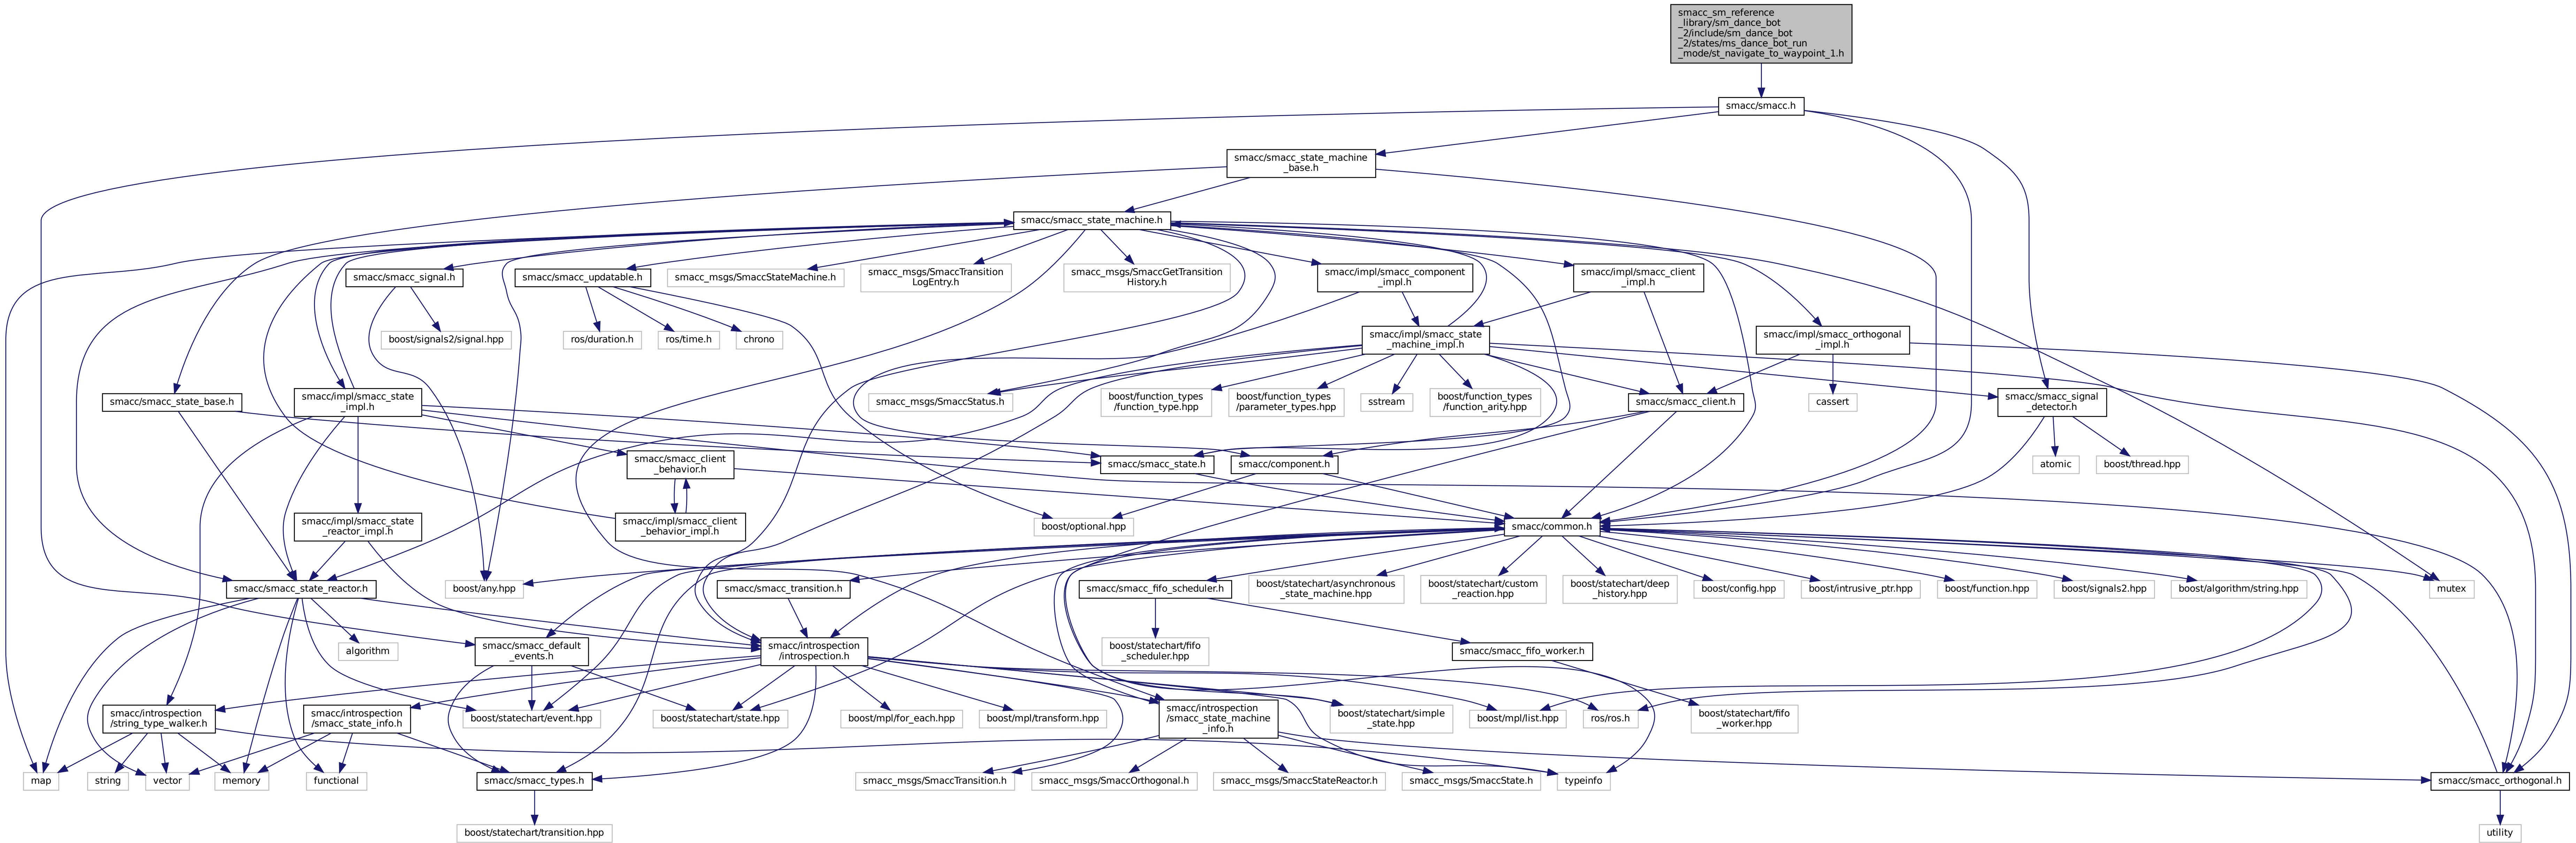 smacc_sm_reference
_library/sm_dance_bot
_2/include/sm_dance_bot
_2/states/ms_dance_bot_run
_mode/st_navigate_to_waypoint_1.h
smacc/smacc.h
smacc/smacc_state_machine
_base.h
smacc/smacc_state_machine.h
smacc/smacc_signal.h
smacc/smacc_updatable.h
smacc_msgs/SmaccStateMachine.h
smacc_msgs/SmaccTransition
LogEntry.h
smacc_msgs/SmaccGetTransition
History.h
smacc/impl/smacc_component
_impl.h
smacc/impl/smacc_client
_impl.h
boost/signals2/signal.hpp
ros/duration.h
ros/time.h
chrono
smacc/impl/smacc_state
_machine_impl.h
smacc/impl/smacc_orthogonal
_impl.h
smacc/smacc_state_base.h
smacc/impl/smacc_state
_impl.h
smacc_msgs/SmaccStatus.h
boost/function_types
/function_type.hpp
boost/function_types
/parameter_types.hpp
sstream
boost/function_types
/function_arity.hpp
smacc/smacc_client.h
cassert
smacc/smacc_signal
_detector.h
smacc/smacc_client
_behavior.h
smacc/smacc_state.h
smacc/component.h
atomic
boost/thread.hpp
smacc/impl/smacc_state
_reactor_impl.h
smacc/impl/smacc_client
_behavior_impl.h
boost/optional.hpp
smacc/common.h
smacc/smacc_state_reactor.h
boost/any.hpp
smacc/smacc_transition.h
smacc/smacc_fifo_scheduler.h
boost/statechart/asynchronous
_state_machine.hpp
boost/statechart/custom
_reaction.hpp
boost/statechart/deep
_history.hpp
boost/config.hpp
boost/intrusive_ptr.hpp
boost/function.hpp
boost/signals2.hpp
boost/algorithm/string.hpp
mutex
algorithm
smacc/smacc_default
_events.h
smacc/introspection
/introspection.h
boost/statechart/fifo
_scheduler.hpp
smacc/smacc_fifo_worker.h
smacc/introspection
/string_type_walker.h
smacc/introspection
/smacc_state_info.h
boost/statechart/event.hpp
boost/statechart/state.hpp
boost/mpl/for_each.hpp
boost/mpl/transform.hpp
smacc/introspection
/smacc_state_machine
_info.h
boost/statechart/simple
_state.hpp
boost/mpl/list.hpp
ros/ros.h
boost/statechart/fifo
_worker.hpp
map
string
vector
memory
functional
smacc/smacc_types.h
smacc_msgs/SmaccTransition.h
smacc_msgs/SmaccOrthogonal.h
smacc_msgs/SmaccStateReactor.h
smacc_msgs/SmaccState.h
typeinfo
smacc/smacc_orthogonal.h
boost/statechart/transition.hpp
utility